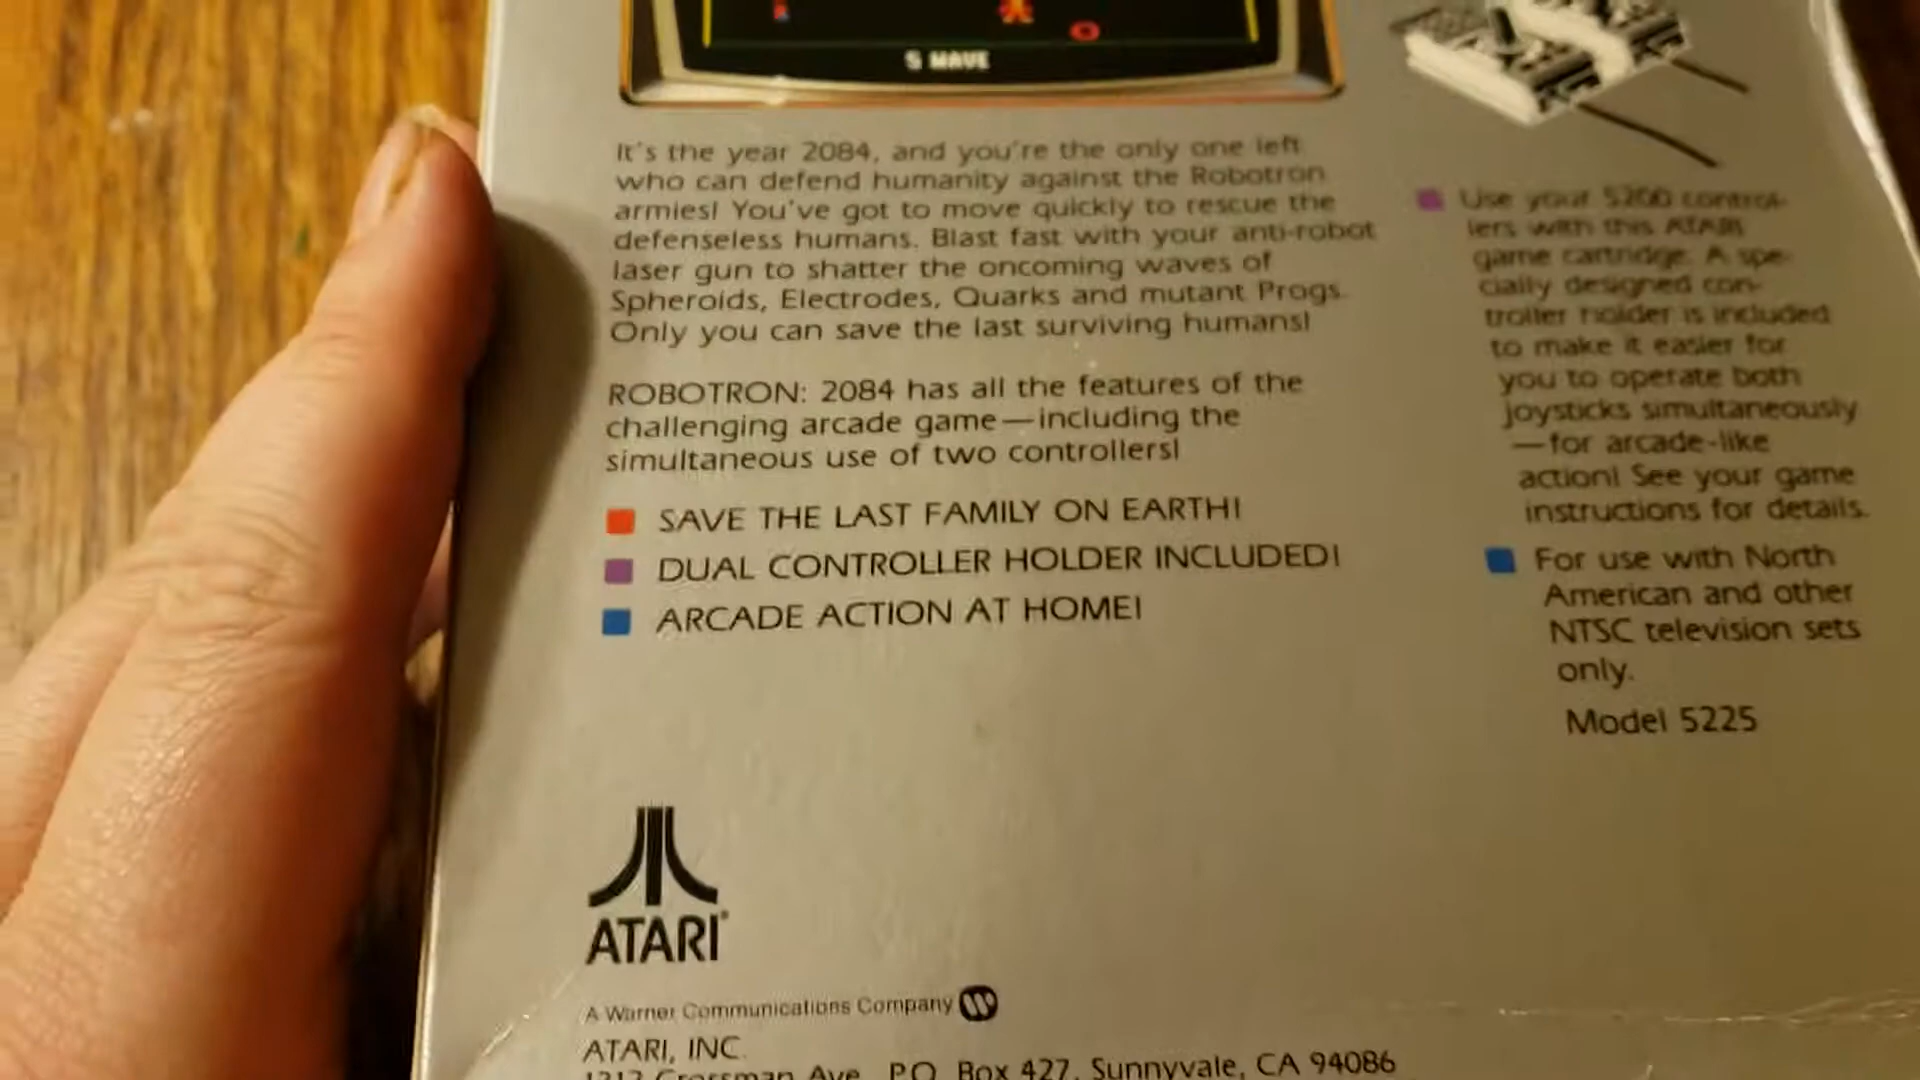 5 WAVE
It's the year 2084, and you're the only one left
who can defend humanity against the Robotron
armies! You've got to move quickly to rescue the
defenseless humans. Blast fast with your anti-robot
laser gun to shatter the oncoming waves of
Spheroids, Electrodes, Quarks and mutant Progs.
Only you can save the last surviving humans!
ROBOTRON: 2084 has all the features of the
challenging arcade game—including the
simultaneous use of two controllers!
SAVE THE LAST FAMILY ON EARTH!
DUAL CONTROLLER HOLDER INCLUDED!
ARCADE ACTION AT HOME!
Use your 5200 control-
lers with this ATARI
game cartridge. A spe-
cially designed con-
troller holder is included
to make it easier for
you to operate both
joysticks simultaneously
—for arcade-like
action! See your game
instructions for details.
For use with North
American and other
NTSC television sets
only.
Model 5225
ATARI®
A Warner Communications Company
ATARI, INC.
Ave., P.O. Box 427, Sunnyvale, CA 94086